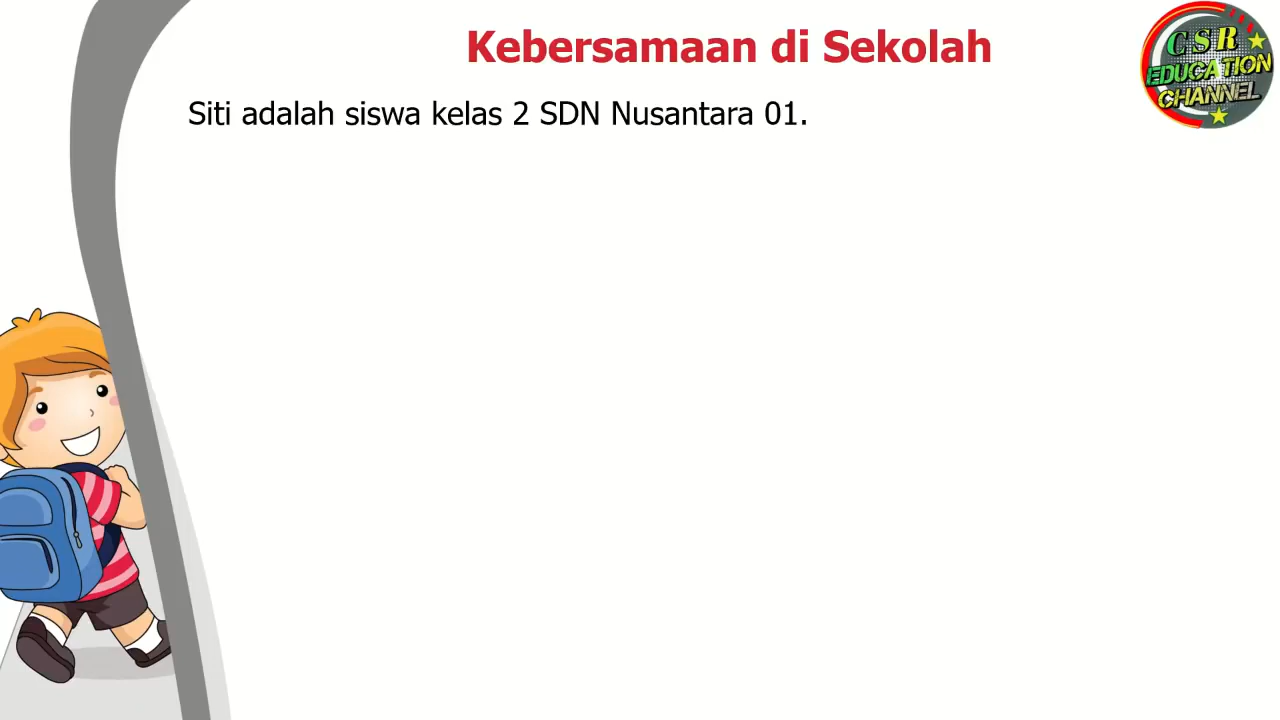 Kebersamaan di Sekolah
Siti adalah siswa kelas 2 SDN Nusantara 01.
CSR
EDUCATION
CHANNEL